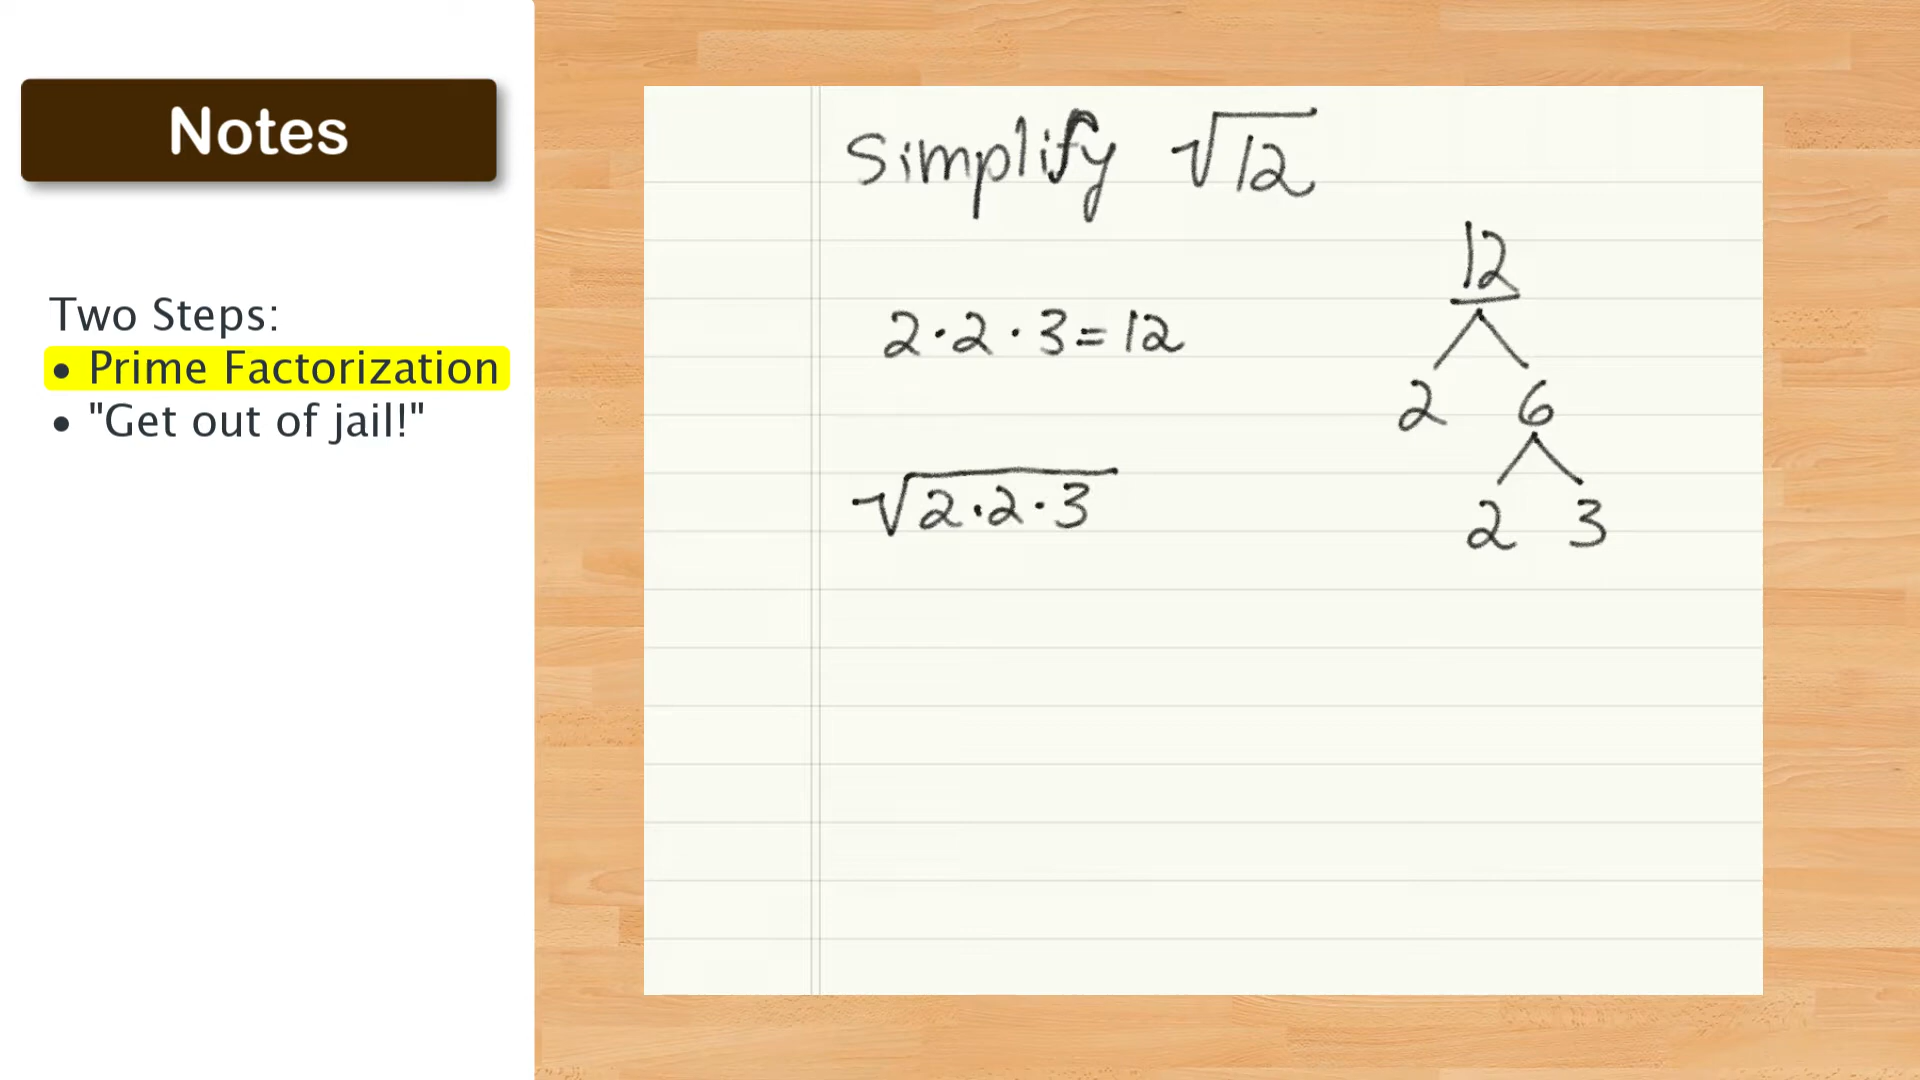 Notes
Two Steps:
• Prime Factorization
• "Get out of jail!"
Simplify √12
2·2·3=12
√2·2·3
12
2 6
2 3